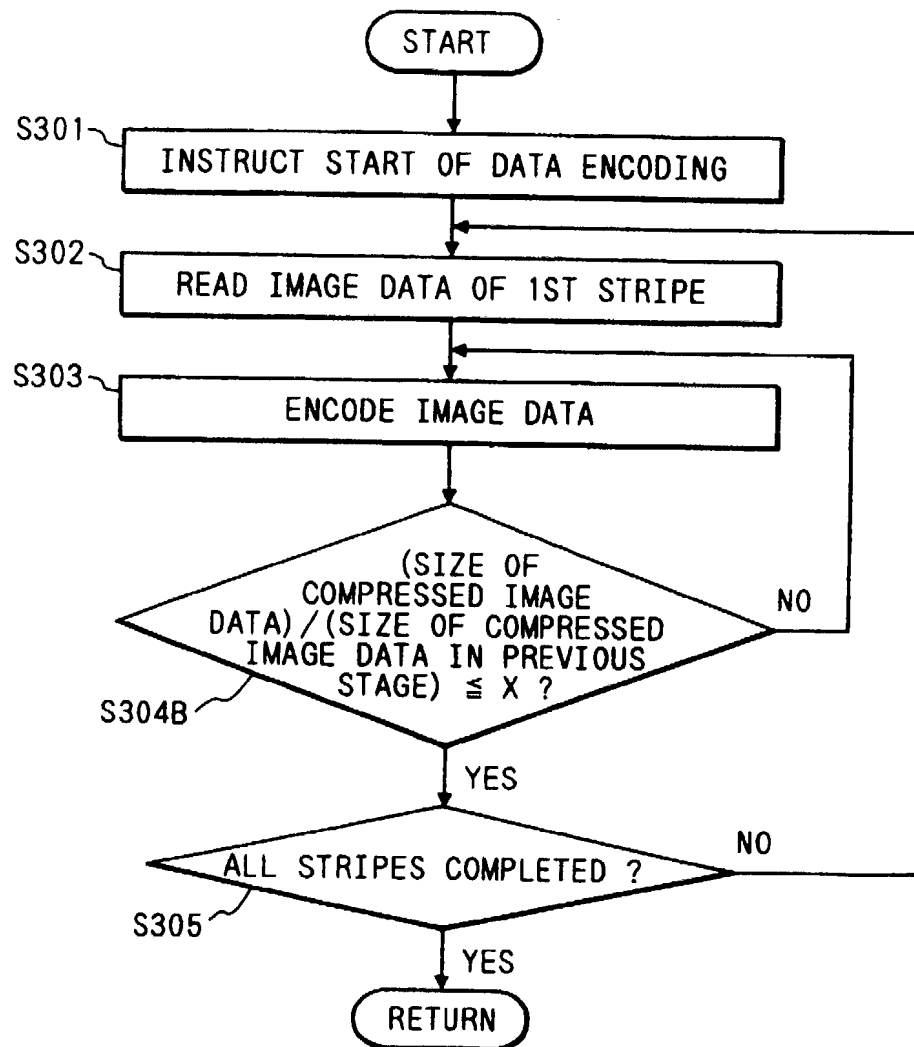 START
S301
INSTRUCT START OF DATA ENCODING
S302
READ IMAGE DATA OF 1ST STRIPE
S303
ENCODE IMAGE DATA
(SIZE OF
COMPRESSED IMAGE
DATA)/(SIZE OF COMPRESSED
IMAGE DATA IN PREVIOUS
STAGE) ≦ X ?
NO
S304B
YES
ALL STRIPES COMPLETED ?
NO
S305
YES
RETURN